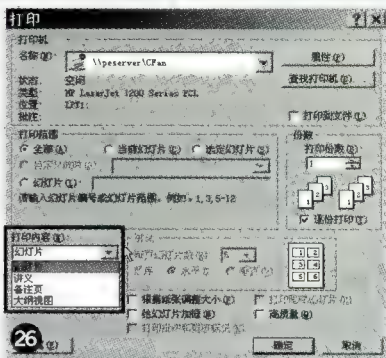 打印
打印机
名称(N):
\\peserver\CFan
属性(P)
状态: 空闲
查找打印机(D)...
类型: HP LaserJet 1200 Series PCL
位置: LPT1:
批注:
打印到文件(L)
打印范围
全部(A)
当前幻灯片(C)
选定幻灯片(S)
幻灯片(I):
请输入幻灯片编号或幻灯片范围。例如, 1,3,5-12
份数
打印份数(C):
1
逐份打印(T)
打印内容(W):
幻灯片
讲义
备注页
大纲视图
讲义
6
根据纸张调整大小(F)
给幻灯片加框(E)
高质量
确定
取消
26